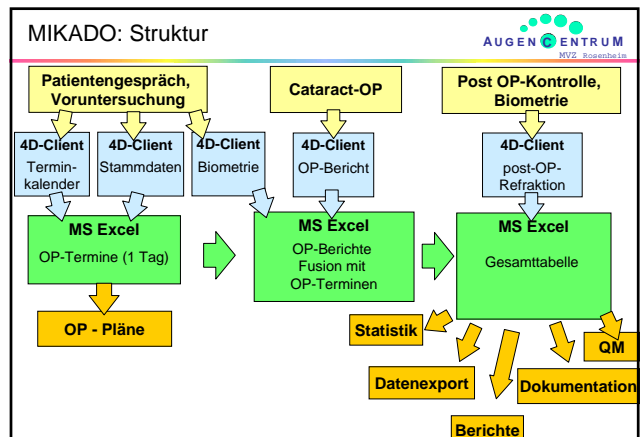 MIKADO: Struktur
AUGEN CENTRUM
MVZ Rosenheim
Patientengespräch,
Voruntersuchung
Cataract-OP
Post OP-Kontrolle,
Biometrie
4D-Client
Termin-
kalender
4D-Client
Stammdaten
4D-Client
Biometrie
4D-Client
OP-Bericht
4D-Client
post-OP-
Refraktion
MS Excel
OP-Termine (1 Tag)
MS Excel
OP-Berichte
Fusion mit
OP-Terminen
MS Excel
Gesamttabelle
OP - Pläne
Statistik
QM
Datenexport
Dokumentation
Berichte